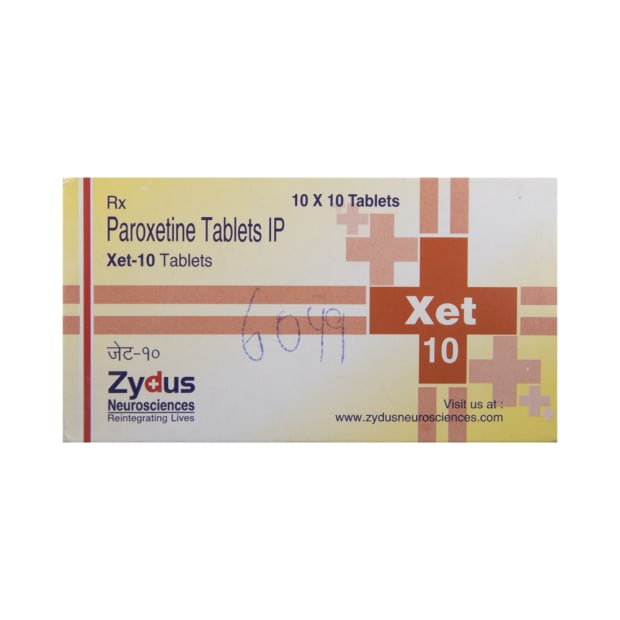 Rx
10 X 10 Tablets
Paroxetine Tablets IP
Xet-10 Tablets
Xet
10
6049
जेट-१०
Zydus
Neurosciences
Reintegrating Lives
Visit us at :
www.zydusneurosciences.com